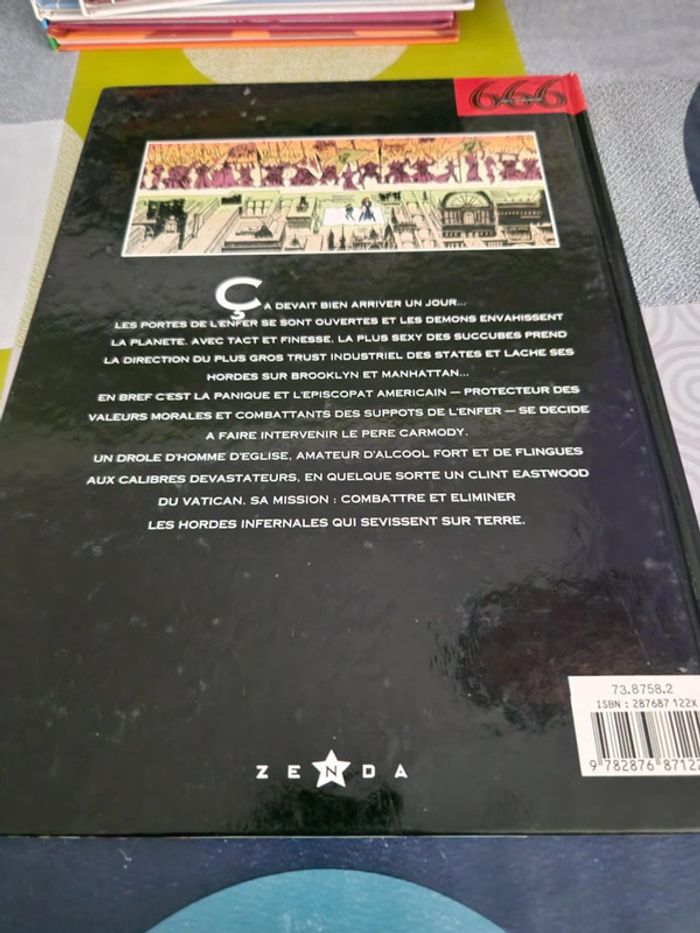 666
ÇA DEVAIT BIEN ARRIVER UN JOUR...
LES PORTES DE L'ENFER SE SONT OUVERTES ET LES DEMONS ENVAHISSENT
LA PLANETE. AVEC TACT ET FINESSE, LA PLUS SEXY DES SUCCUBES PREND
LA DIRECTION DU PLUS GROS TRUST INDUSTRIEL DES STATES ET LACHE SES
HORDES SUR BROOKLYN ET MANHATTAN...
EN BREF C'EST LA PANIQUE ET L'EPISCOPAT AMERICAIN — PROTECTEUR DES
VALEURS MORALES ET COMBATTANTS DES SUPPOTS DE L'ENFER — SE DECIDE
A FAIRE INTERVENIR LE PERE CARMODY.
UN DROLE D'HOMME D'EGLISE, AMATEUR D'ALCOOL FORT ET DE FLINGUES
AUX CALIBRES DEVASTATEURS, EN QUELQUE SORTE UN CLINT EASTWOOD
DU VATICAN. SA MISSION : COMBATTRE ET ELIMINER
LES HORDES INFERNALES QUI SEVISSENT SUR TERRE.
73.8758.2
ISBN : 287687 122X
9 782876 87122
ZENDA